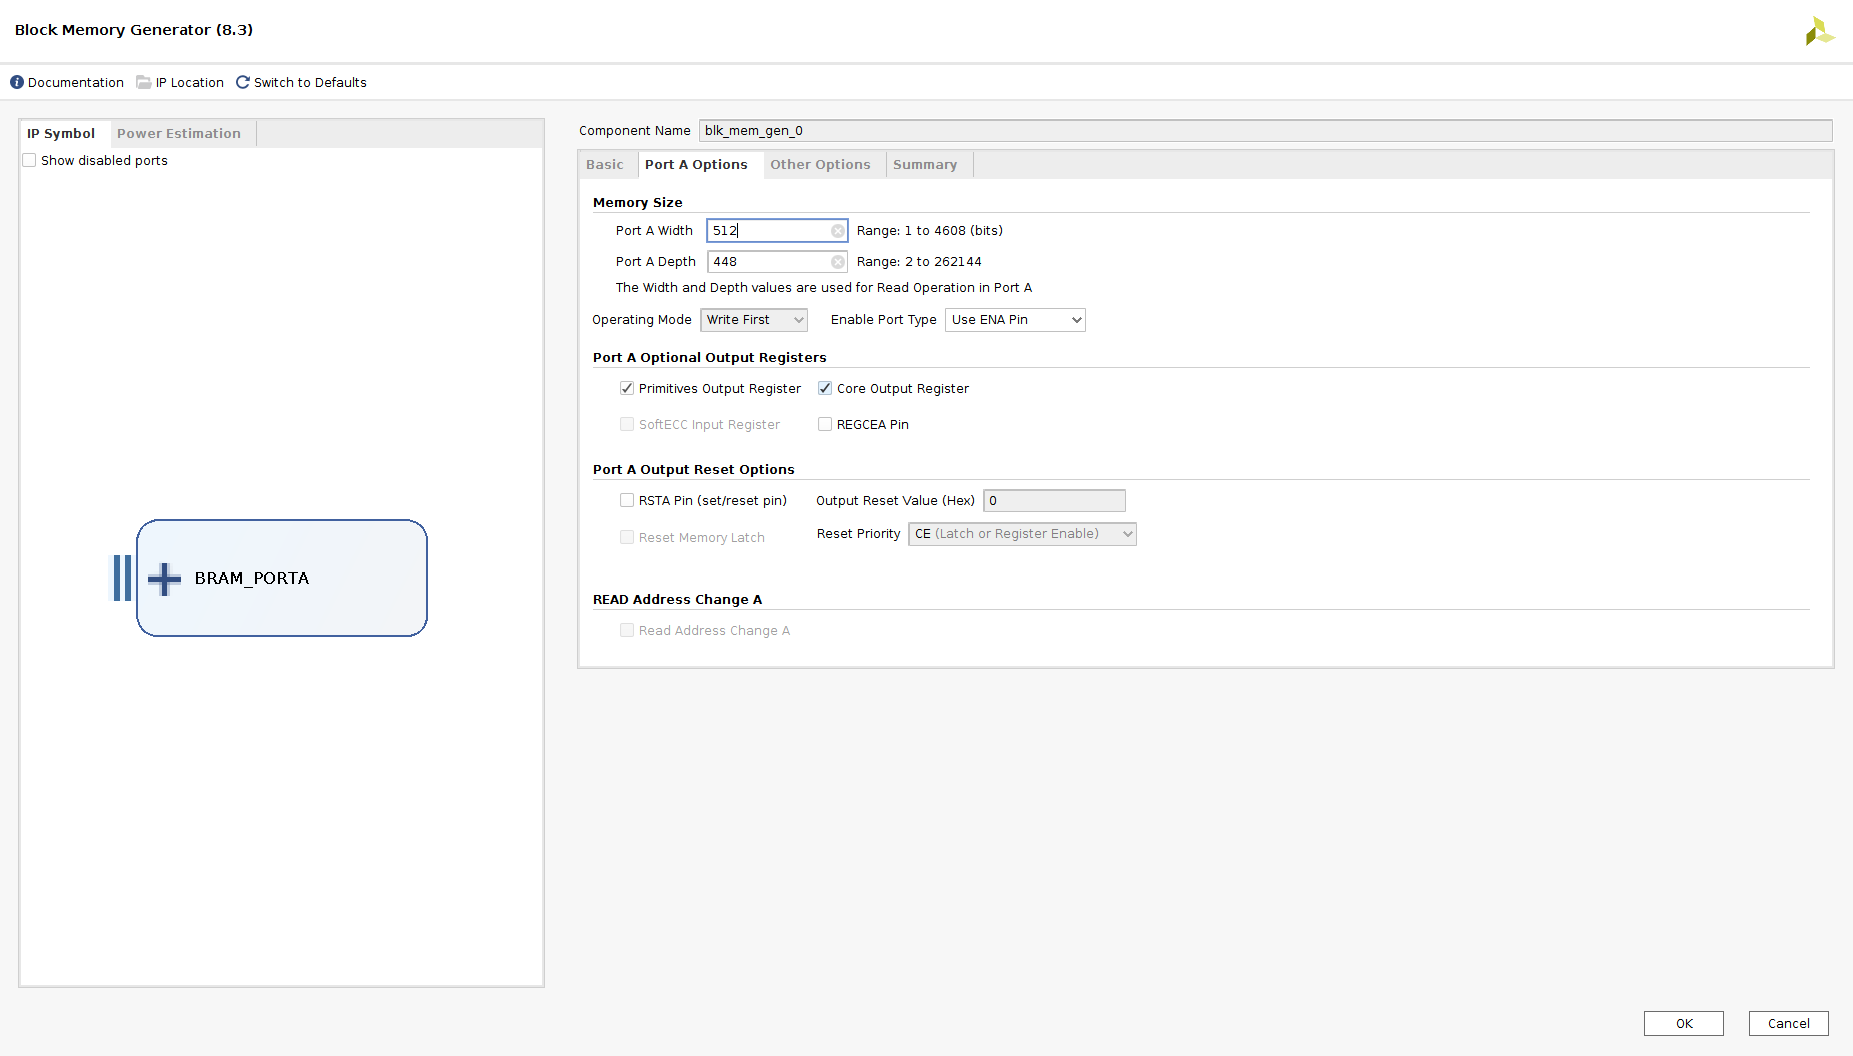 Block Memory Generator (8.3)
Documentation IP Location Switch to Defaults
IP Symbol Power Estimation
Show disabled ports
BRAM_PORTA
Component Name blk_mem_gen_0
Basic Port A Options Other Options Summary
Memory Size
Port A Width 512 Range: 1 to 4608 (bits)
Port A Depth 448 Range: 2 to 262144
The Width and Depth values are used for Read Operation in Port A
Operating Mode Write First Enable Port Type Use ENA Pin
Port A Optional Output Registers
Primitives Output Register Core Output Register
SoftECC Input Register REGCEA Pin
Port A Output Reset Options
RSTA Pin (set/reset pin) Output Reset Value (Hex) 0
Reset Memory Latch Reset Priority CE (Latch or Register Enable)
READ Address Change A
Read Address Change A
OK Cancel